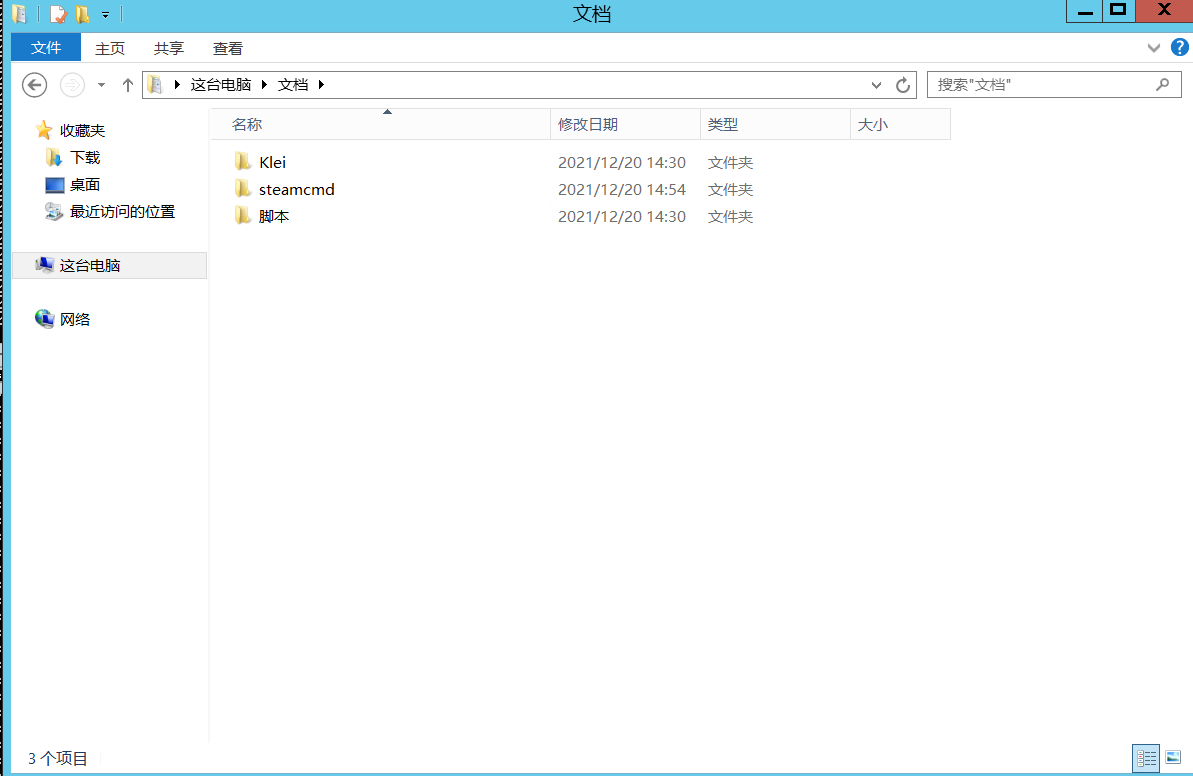 文档
文件 主页 共享 查看
这台电脑 文档 搜索"文档"
收藏夹
下载
桌面
最近访问的位置
这台电脑
网络
名称 修改日期 类型 大小
Klei 2021/12/20 14:30 文件夹
steamcmd 2021/12/20 14:54 文件夹
脚本 2021/12/20 14:30 文件夹
3 个项目